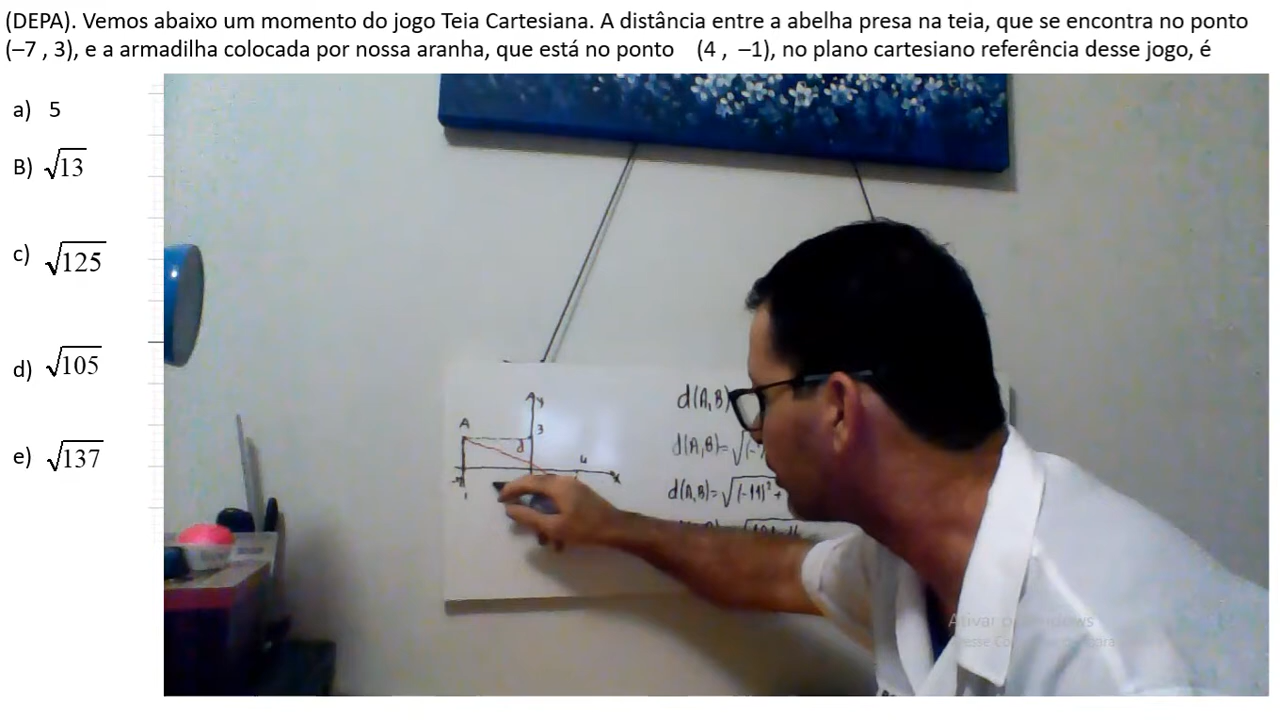 (DEPA). Vemos abaixo um momento do jogo Teia Cartesiana. A distância entre a abelha presa na teia, que se encontra no ponto
(–7 , 3), e a armadilha colocada por nossa aranha, que está no ponto (4 , –1), no plano cartesiano referência desse jogo, é
a) 5
B) √13
c) √125
d) √105
e) √137
A
y
3
d
4
x
-7
d(A,B)
d(A,B)=√(-7
d(A,B)=√(-11)²+